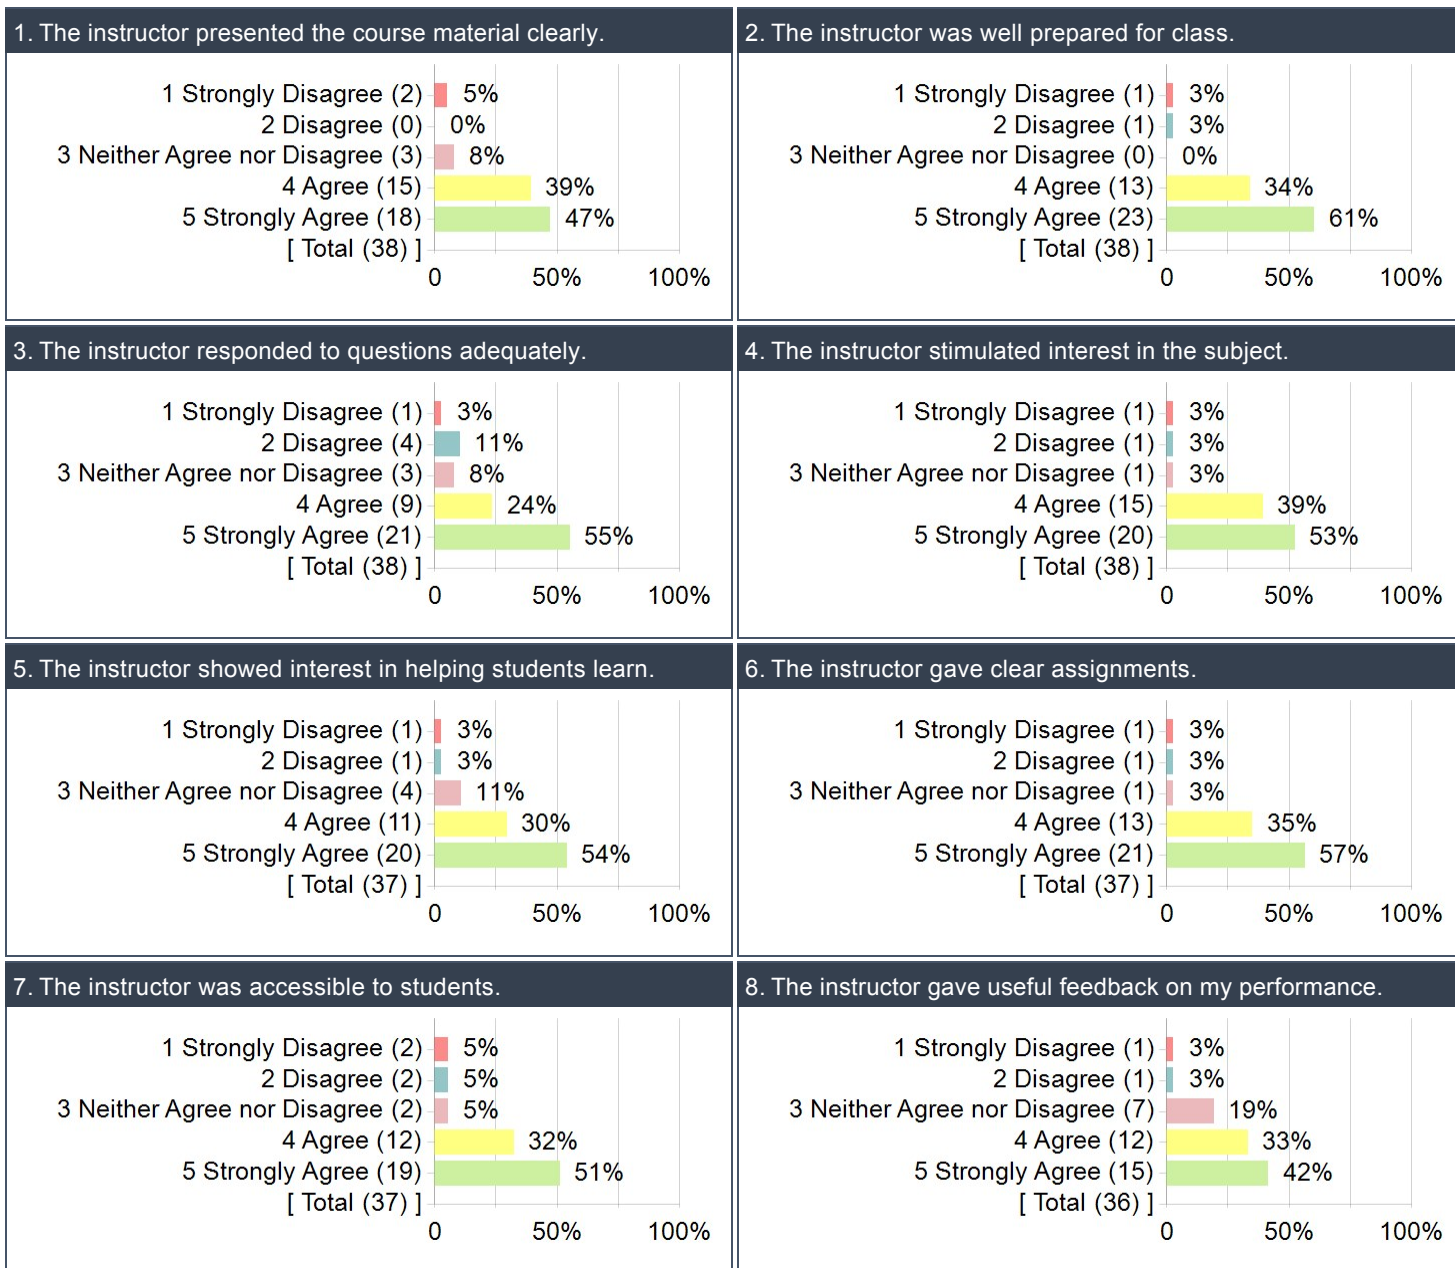 1. The instructor presented the course material clearly.
1 Strongly Disagree (2) 5%
2 Disagree (0) 0%
3 Neither Agree nor Disagree (3) 8%
4 Agree (15) 39%
5 Strongly Agree (18) 47%
[ Total (38) ]
0 50% 100%
2. The instructor was well prepared for class.
1 Strongly Disagree (1) 3%
2 Disagree (1) 3%
3 Neither Agree nor Disagree (0) 0%
4 Agree (13) 34%
5 Strongly Agree (23) 61%
[ Total (38) ]
0 50% 100%
3. The instructor responded to questions adequately.
1 Strongly Disagree (1) 3%
2 Disagree (4) 11%
3 Neither Agree nor Disagree (3) 8%
4 Agree (9) 24%
5 Strongly Agree (21) 55%
[ Total (38) ]
0 50% 100%
4. The instructor stimulated interest in the subject.
1 Strongly Disagree (1) 3%
2 Disagree (1) 3%
3 Neither Agree nor Disagree (1) 3%
4 Agree (15) 39%
5 Strongly Agree (20) 53%
[ Total (38) ]
0 50% 100%
5. The instructor showed interest in helping students learn.
1 Strongly Disagree (1) 3%
2 Disagree (1) 3%
3 Neither Agree nor Disagree (4) 11%
4 Agree (11) 30%
5 Strongly Agree (20) 54%
[ Total (37) ]
0 50% 100%
6. The instructor gave clear assignments.
1 Strongly Disagree (1) 3%
2 Disagree (1) 3%
3 Neither Agree nor Disagree (1) 3%
4 Agree (13) 35%
5 Strongly Agree (21) 57%
[ Total (37) ]
0 50% 100%
7. The instructor was accessible to students.
1 Strongly Disagree (2) 5%
2 Disagree (2) 5%
3 Neither Agree nor Disagree (2) 5%
4 Agree (12) 32%
5 Strongly Agree (19) 51%
[ Total (37) ]
0 50% 100%
8. The instructor gave useful feedback on my performance.
1 Strongly Disagree (1) 3%
2 Disagree (1) 3%
3 Neither Agree nor Disagree (7) 19%
4 Agree (12) 33%
5 Strongly Agree (15) 42%
[ Total (36) ]
0 50% 100%